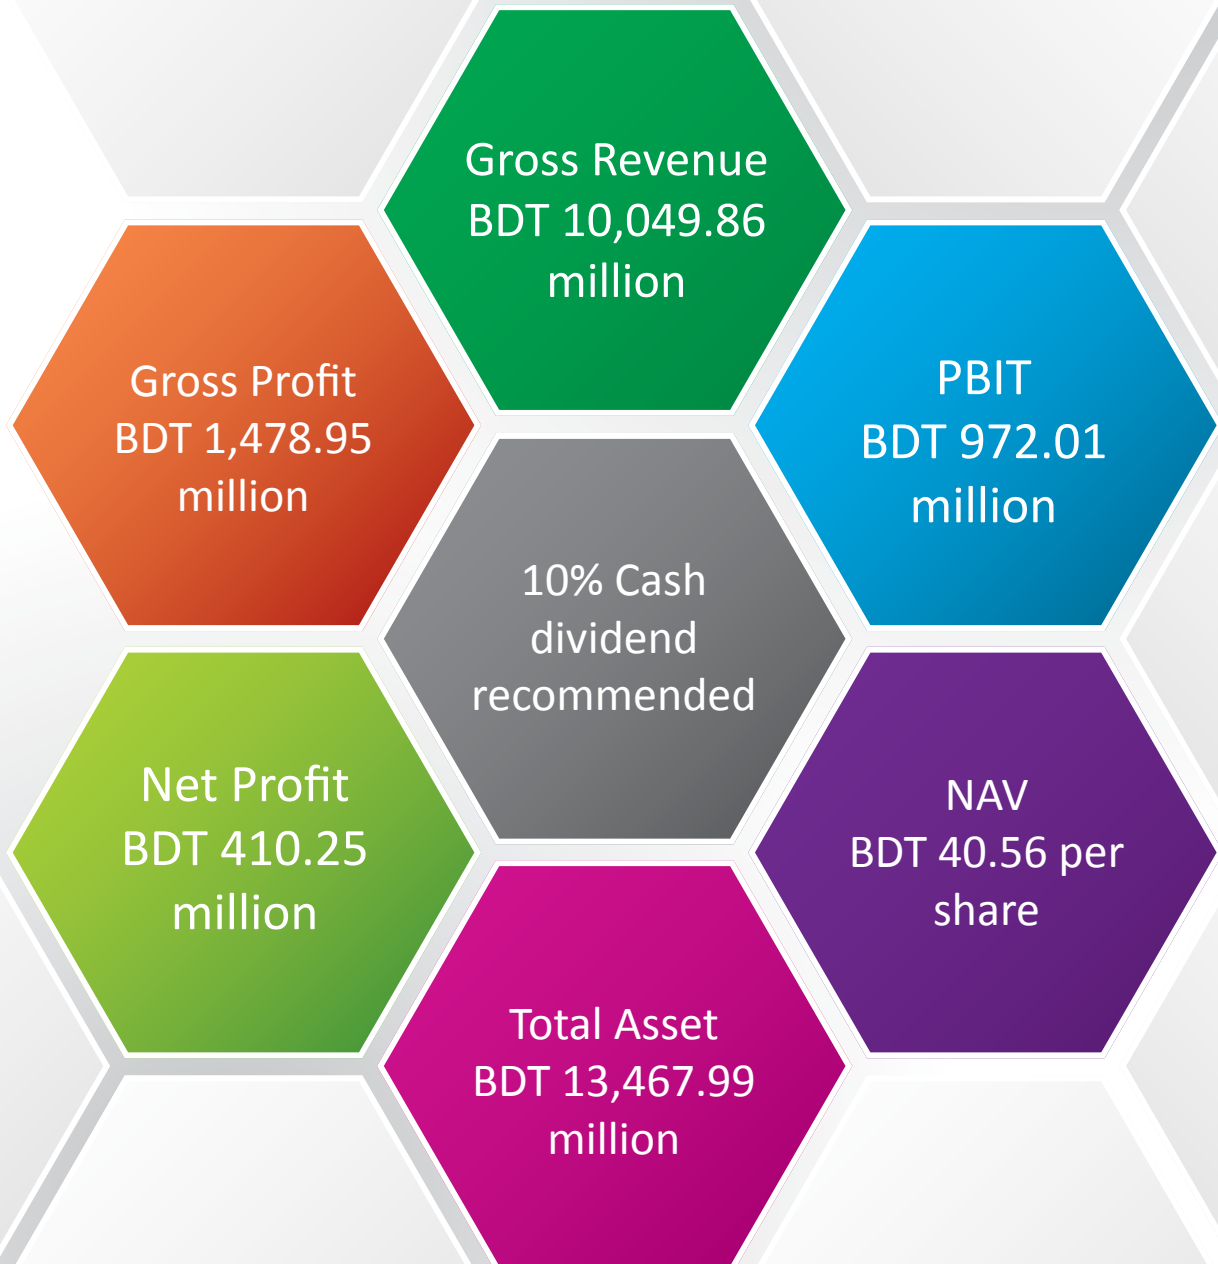 Gross Revenue
BDT 10,049.86
million
Gross Profit
BDT 1,478.95
million
PBIT
BDT 972.01
million
10% Cash
dividend
recommended
Net Profit
BDT 410.25
million
NAV
BDT 40.56 per
share
Total Asset
BDT 13,467.99
million